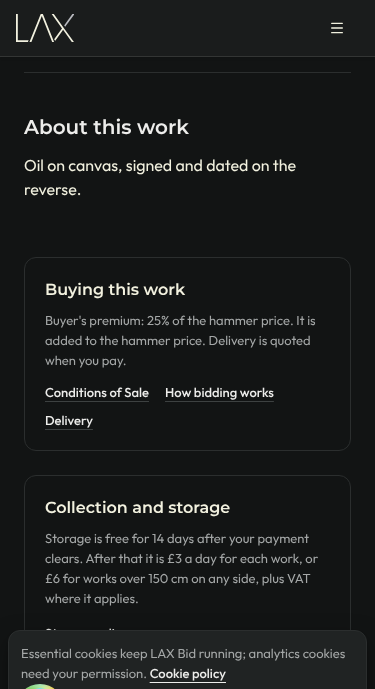 LAX
About this work
Oil on canvas, signed and dated on the
reverse.
Buying this work
Buyer's premium: 25% of the hammer price. It is
added to the hammer price. Delivery is quoted
when you pay.
Conditions of Sale How bidding works
Delivery
Collection and storage
Storage is free for 14 days after your payment
clears. After that it is £3 a day for each work, or
£6 for works over 150 cm on any side, plus VAT
where it applies.
Essential cookies keep LAX Bid running; analytics cookies
need your permission. Cookie policy